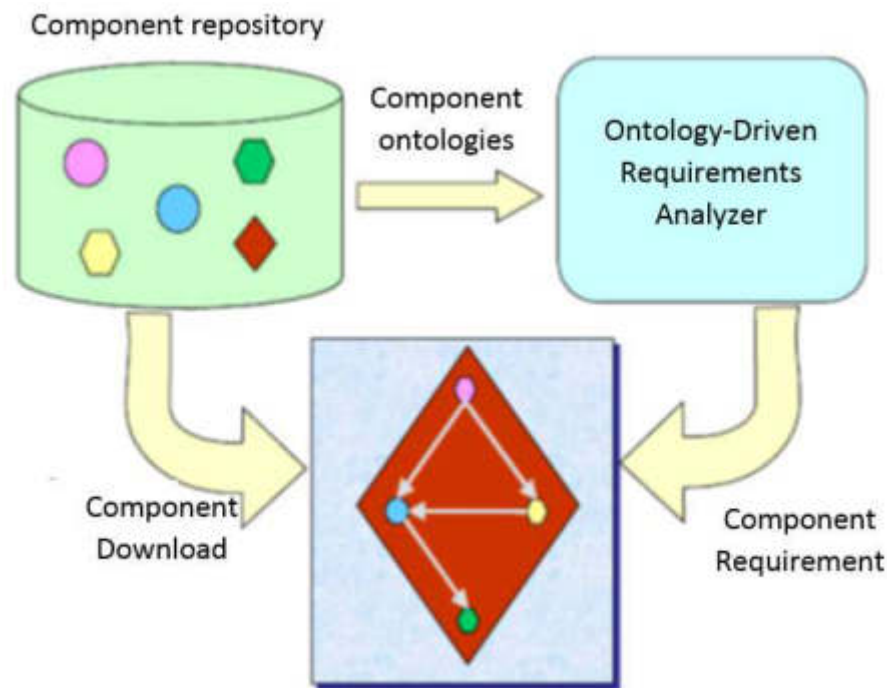 Component repository
Component
ontologies
Ontology-Driven
Requirements
Analyzer
Component
Download
Component
Requirement